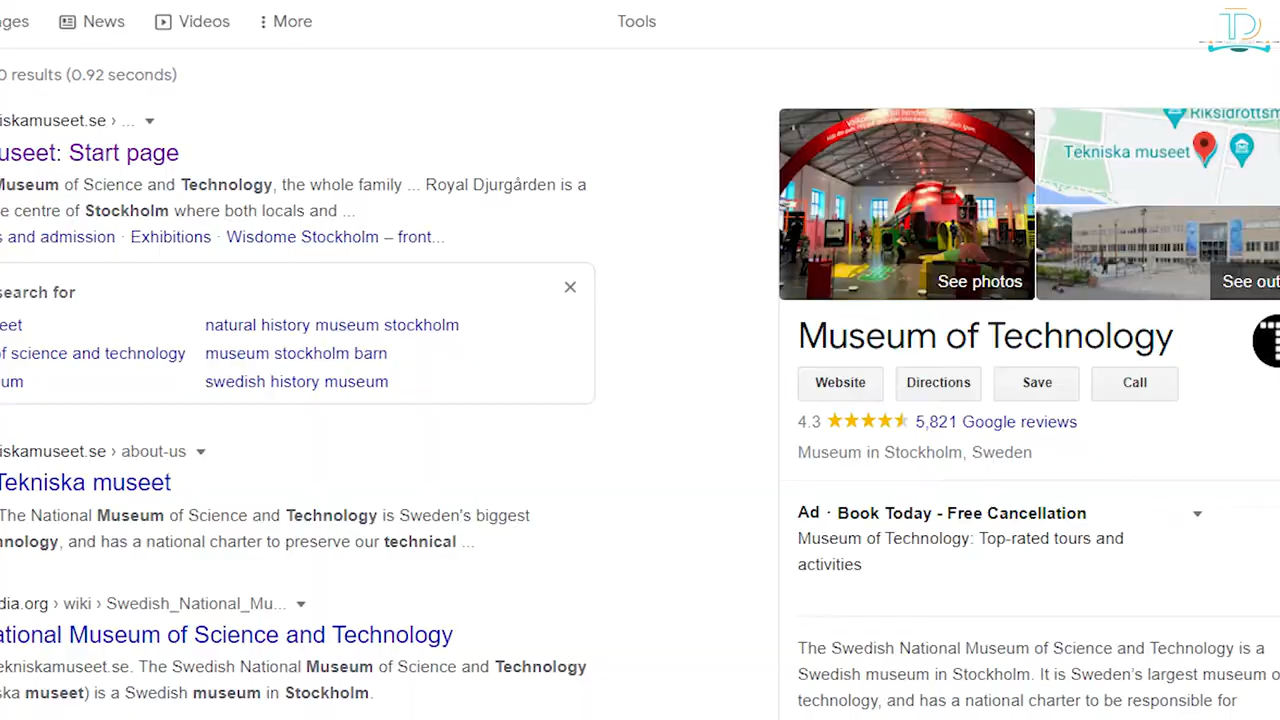 ges News Videos More Tools
TD
0 results (0.92 seconds)
iskamuseet.se › ...
useet: Start page
Museum of Science and Technology, the whole family ... Royal Djurgården is a
e centre of Stockholm where both locals and ...
s and admission · Exhibitions · Wisdome Stockholm – front...
search for
eet natural history museum stockholm
of science and technology museum stockholm barn
um swedish history museum
iskamuseet.se › about-us
Tekniska museet
The National Museum of Science and Technology is Sweden's biggest
hnology, and has a national charter to preserve our technical ...
dia.org › wiki › Swedish_National_Mu...
ational Museum of Science and Technology
ekniskamuseet.se. The Swedish National Museum of Science and Technology
ska museet) is a Swedish museum in Stockholm.
Riksidrottsm
Tekniska museet
See photos
See out
Museum of Technology
Website Directions Save Call
4.3 5,821 Google reviews
Museum in Stockholm, Sweden
Ad · Book Today - Free Cancellation
Museum of Technology: Top-rated tours and
activities
The Swedish National Museum of Science and Technology is a
Swedish museum in Stockholm. It is Sweden's largest museum o
technology, and has a national charter to be responsible for